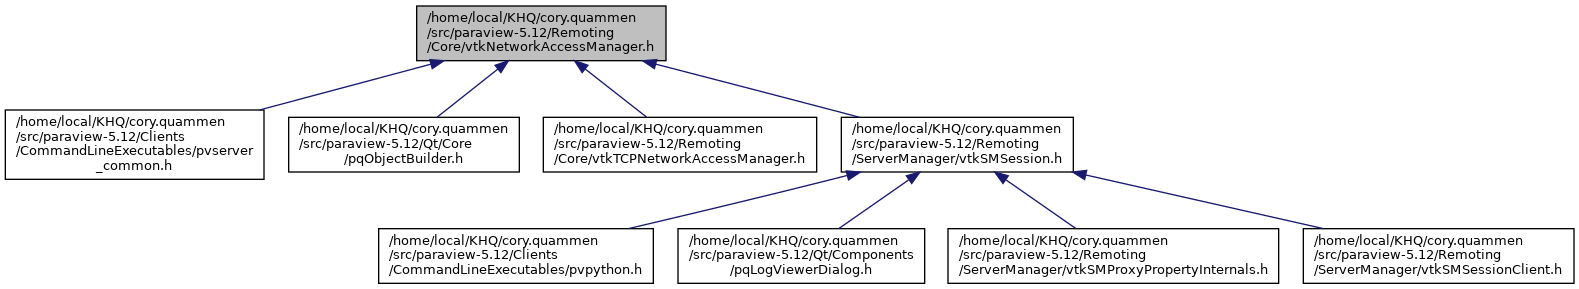 /home/local/KHQ/cory.quammen
/src/paraview-5.12/Remoting
/Core/vtkNetworkAccessManager.h
/home/local/KHQ/cory.quammen
/src/paraview-5.12/Clients
/CommandLineExecutables/pvserver
_common.h
/home/local/KHQ/cory.quammen
/src/paraview-5.12/Qt/Core
/pqObjectBuilder.h
/home/local/KHQ/cory.quammen
/src/paraview-5.12/Remoting
/Core/vtkTCPNetworkAccessManager.h
/home/local/KHQ/cory.quammen
/src/paraview-5.12/Remoting
/ServerManager/vtkSMSession.h
/home/local/KHQ/cory.quammen
/src/paraview-5.12/Clients
/CommandLineExecutables/pvpython.h
/home/local/KHQ/cory.quammen
/src/paraview-5.12/Qt/Components
/pqLogViewerDialog.h
/home/local/KHQ/cory.quammen
/src/paraview-5.12/Remoting
/ServerManager/vtkSMProxyPropertyInternals.h
/home/local/KHQ/cory.quammen
/src/paraview-5.12/Remoting
/ServerManager/vtkSMSessionClient.h